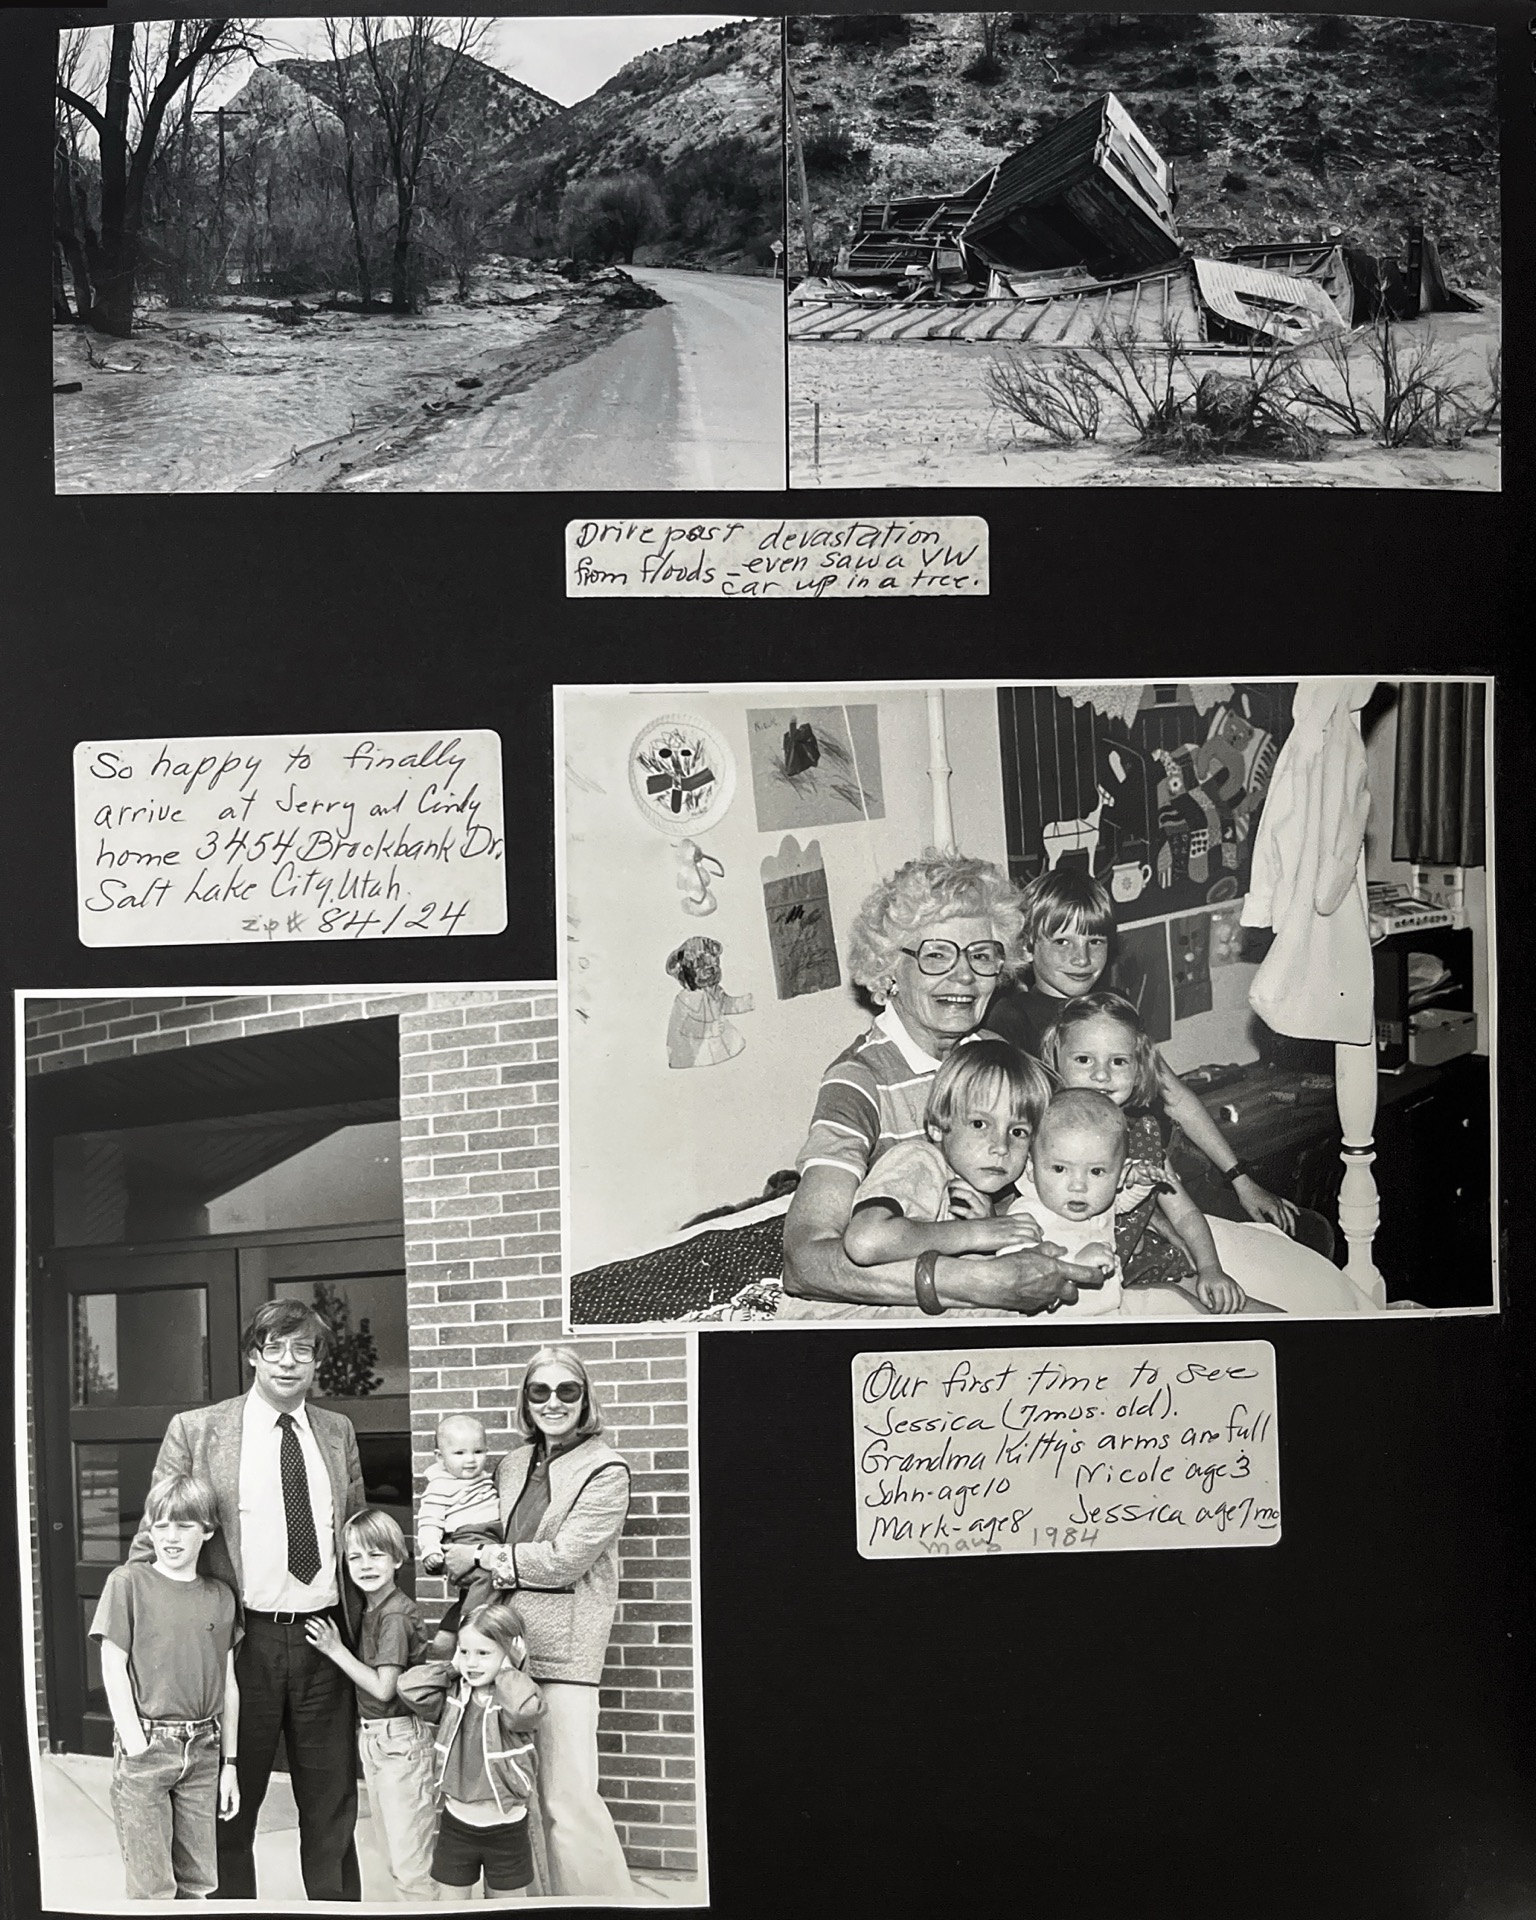 Drive past devastation
from floods - even saw a VW
car up in a tree.
So happy to finally
arrive at Jerry and Cindy
home 3454 Brockbank Dr.
Salt Lake City, Utah.
zip# 84124
Our first time to see
Jessica (7 mos. old).
Grandma Kitty's arms are full
John-age 10 Nicole age 3
Mark-age 8 Jessica age 7 mo
May 1984